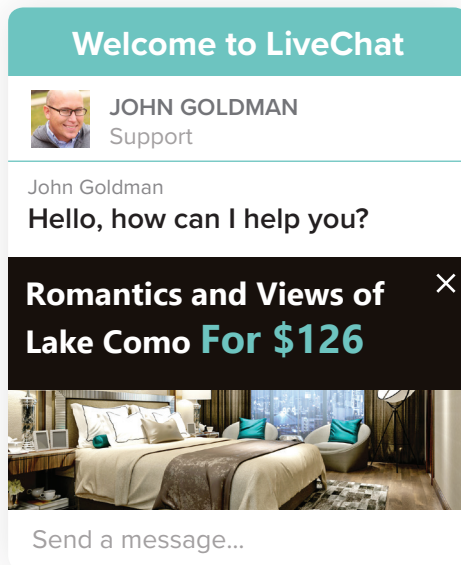 Welcome to LiveChat
JOHN GOLDMAN
Support
John Goldman
Hello, how can I help you?
Romantics and Views of
Lake Como For $126
Send a message...